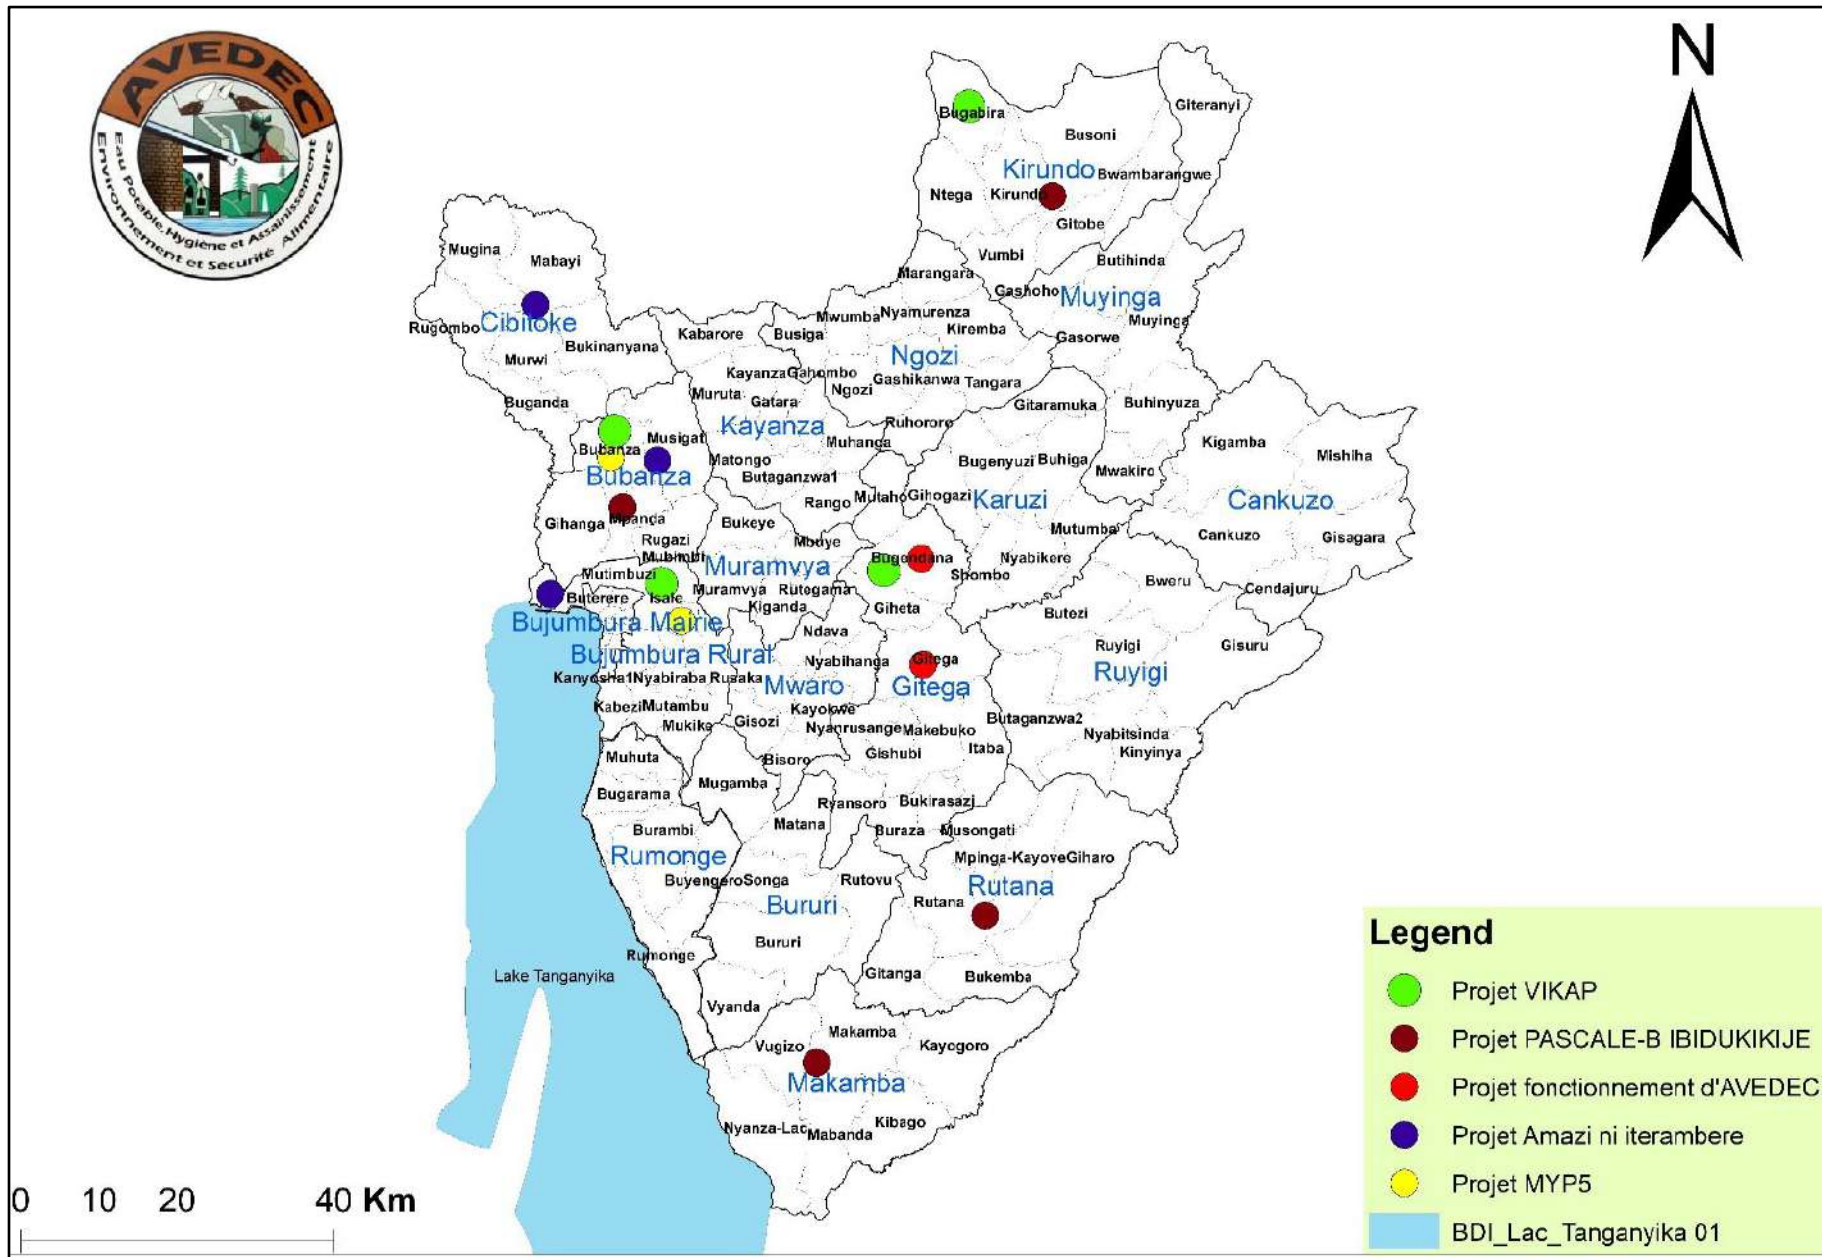 AVEDEC
Eau Potable, Hygiène et Assainissement
Environnement et Sécurité Alimentaire
N
Bugabira
Giteranyi
Busoni
Kirundo
Bwambarangwe
Ntega
Kirundo
Gitobe
Mugina
Mabayi
Vumbi
Butihinda
Marangara
Gashoho
Muyinga
Rugombo
Cibitoke
Mwumba
Nyamurenza
Muyinga
Kabarore
Busiga
Kiremba
Gasorwe
Murwi
Bukinanyana
Ngozi
Kayanza
Gahombo
Gashikanwa
Tangara
Ngozi
Muruta
Gatara
Buganda
Gitaramuka
Buhinyuza
Kayanza
Ruhororo
Musigati
Muhanga
Kigamba
Bubanza
Mishiha
Matongo
Bugenyuzi
Buhiga
Mwakiro
Bubanza
Butaganzwa1
Mutaho
Gihogazi
Karuzi
Cankuzo
Rango
Gihanga
Mpanda
Bukeye
Mutumba
Cankuzo
Gisagara
Rugazi
Mbuye
Mubimbi
Bugendana
Nyabikere
Muramvya
Mutimbuzi
Shombo
Bweru
Muramvya
Rutegama
Cendajuru
Buterere
Isale
Kiganda
Giheta
Butezi
Bujumbura Mairie
Ndava
Ruyigi
Gisuru
Bujumbura Rural
Nyabihanga
Gitega
Ruyigi
Kanyosha1
Nyabiraba
Rusaka
Mwaro
Gitega
Kabezi
Mutambu
Kayokwe
Butaganzwa2
Mukike
Gisozi
Nyanrusange
Makebuko
Nyabitsinda
Itaba
Kinyinya
Muhuta
Bisoro
Gishubi
Mugamba
Bugarama
Ryansoro
Bukirasazi
Matana
Burambi
Buraza
Musongati
Rumonge
Mpinga-Kayove
Giharo
Buyengero
Songa
Rutovu
Rutana
Bururi
Rutana
Bururi
Rumonge
Lake Tanganyika
Gitanga
Bukemba
Vyanda
Makamba
Vugizo
Kayogoro
Makamba
Nyanza-Lac
Mabanda
Kibago
Legend
Projet VIKAP
Projet PASCALE-B IBIDUKIKIJE
Projet fonctionnement d'AVEDEC
Projet Amazi ni iterambere
Projet MYP5
BDI_Lac_Tanganyika 01
0 10 20 40 Km